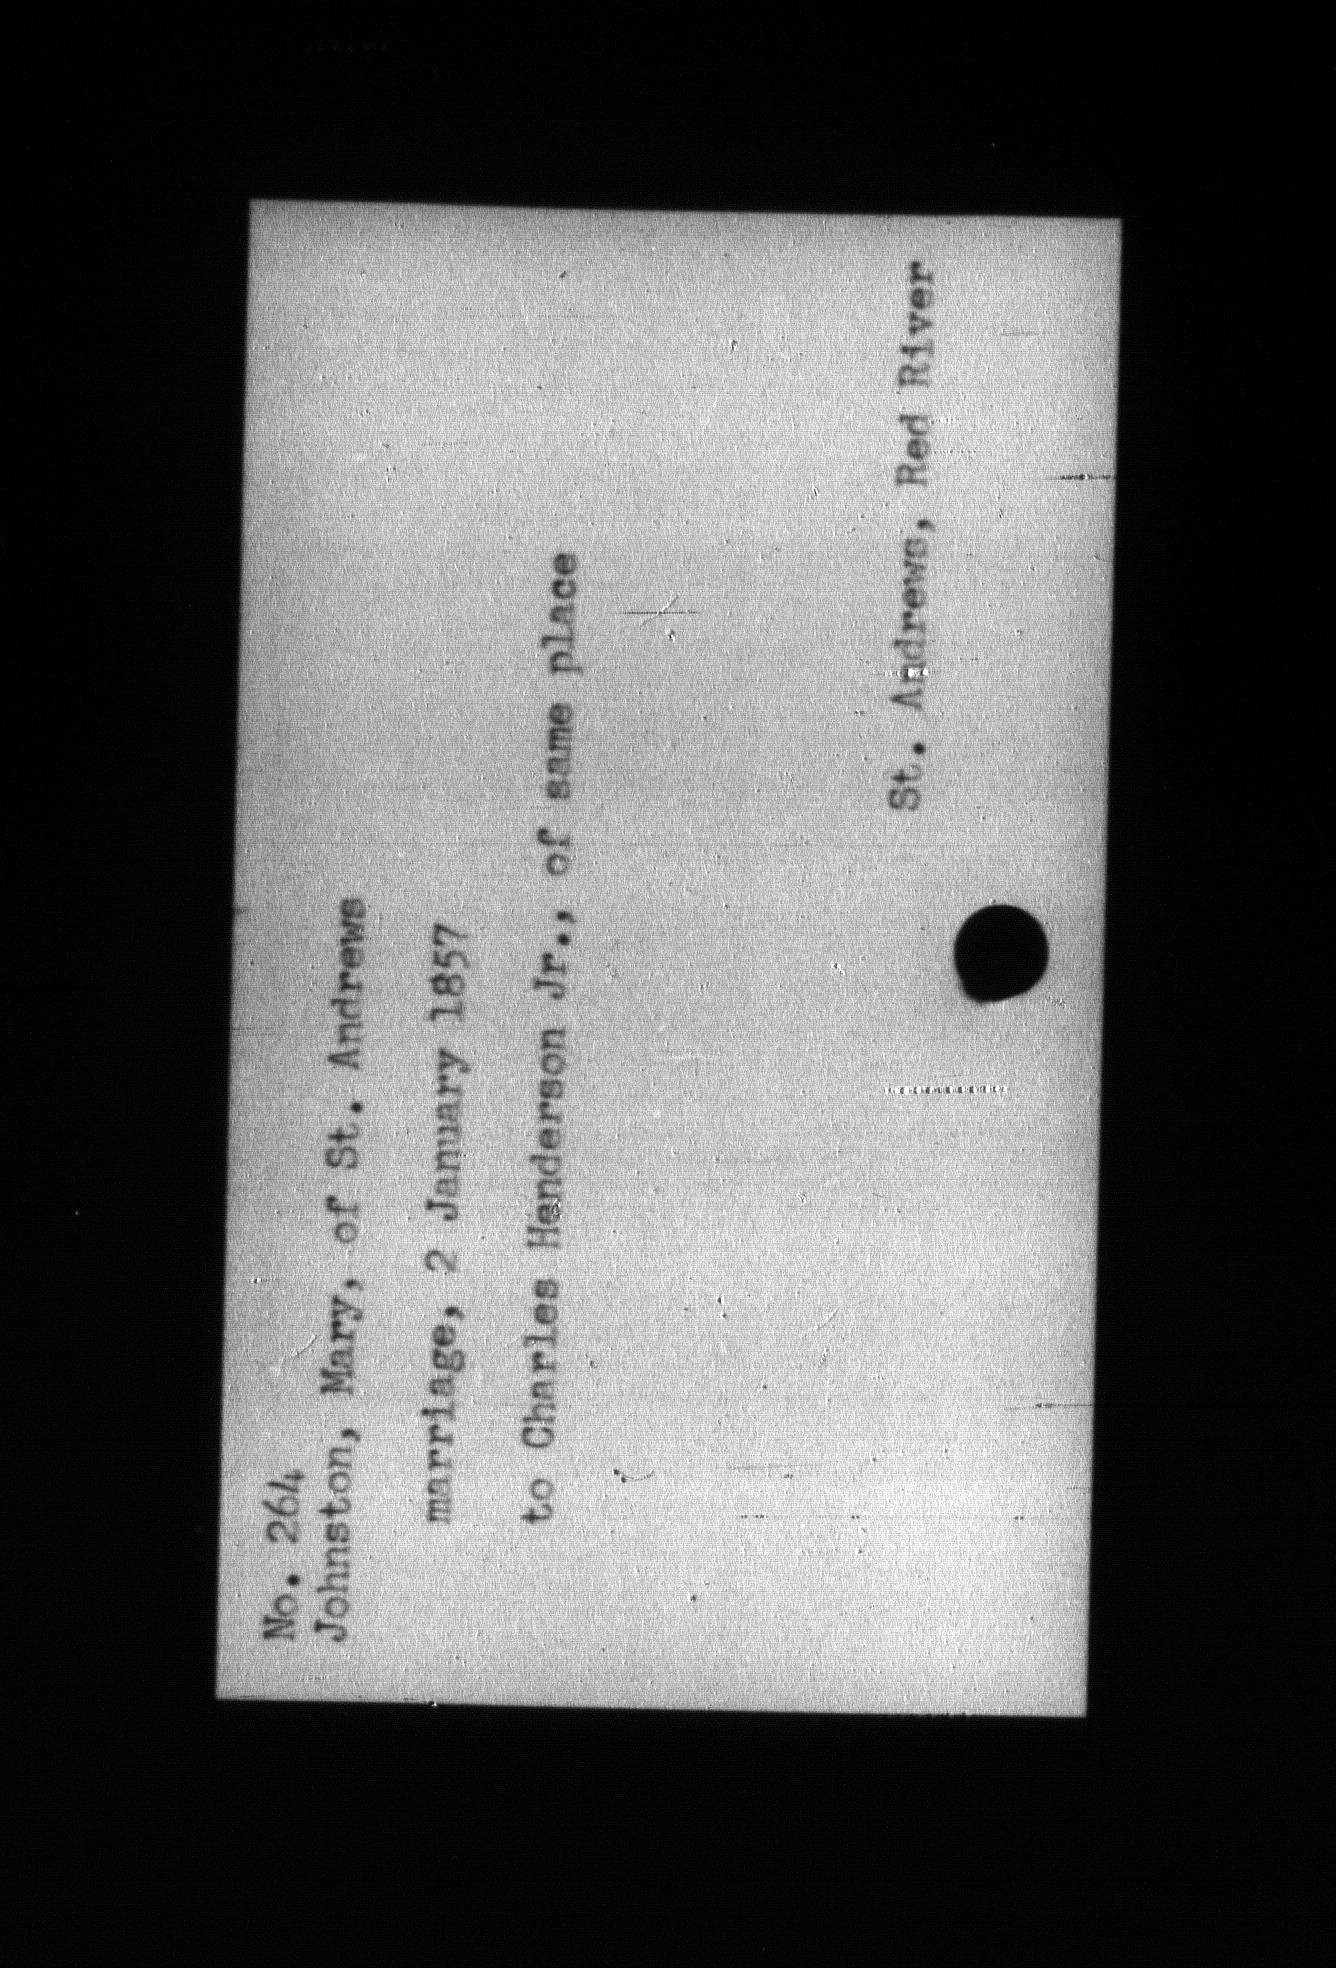 No. 264
Johnston, Mary, of St. Andrews
marriage, 2 January 1857
to Charles Henderson Jr., of same place
St. Andrews, Red River